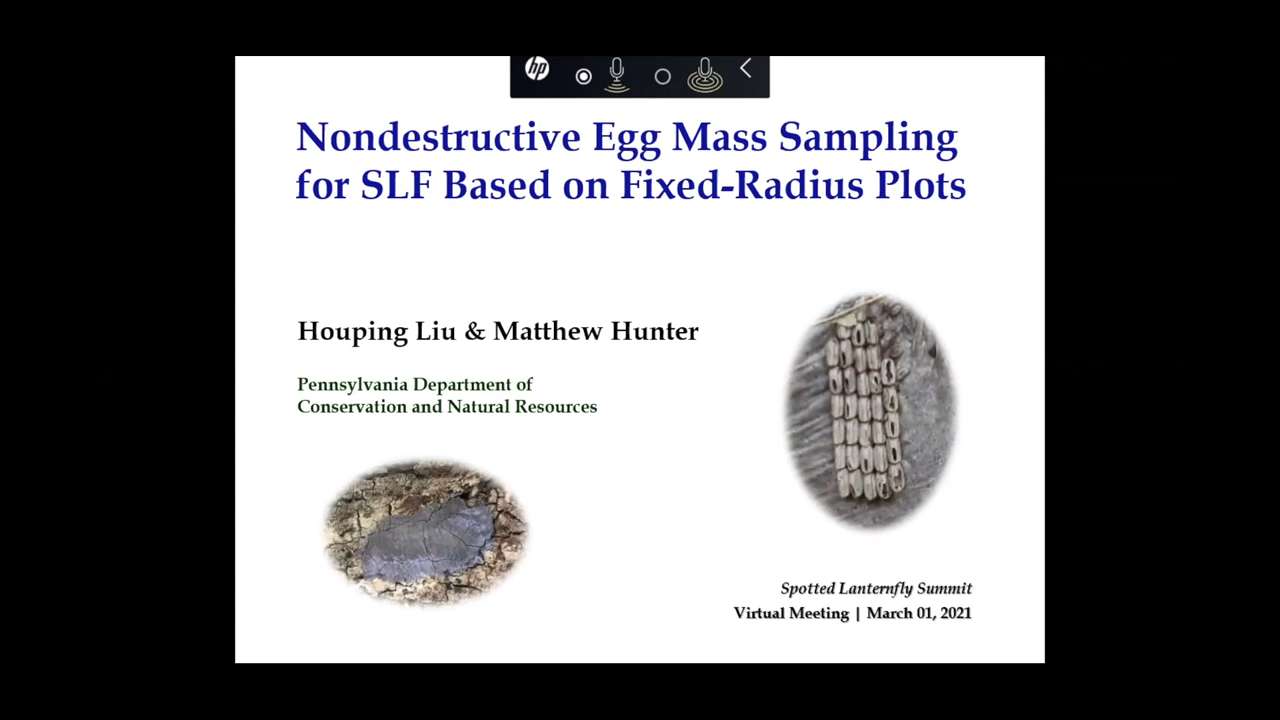 hp
Nondestructive Egg Mass Sampling
for SLF Based on Fixed-Radius Plots
Houping Liu & Matthew Hunter
Pennsylvania Department of
Conservation and Natural Resources
Spotted Lanternfly Summit
Virtual Meeting | March 01, 2021